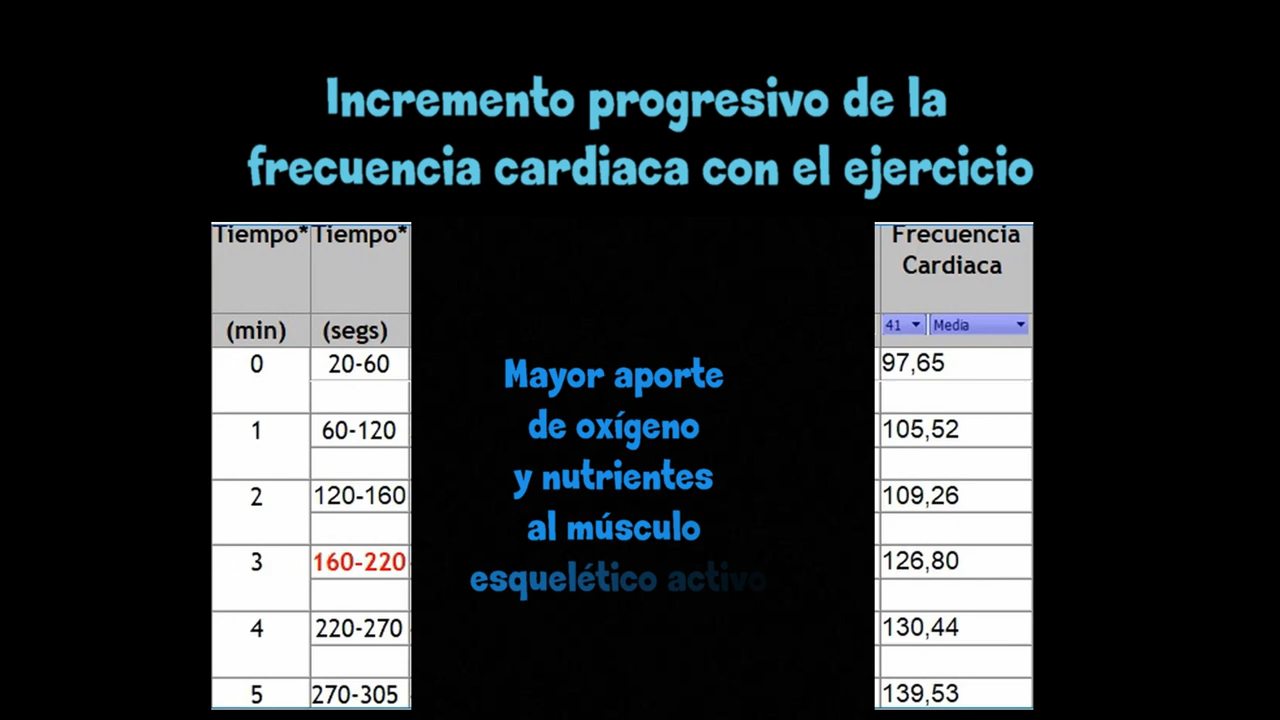 Incremento progresivo de la
frecuencia cardiaca con el ejercicio
Tiempo* Tiempo* Frecuencia
Cardiaca
(min) (segs) 41 Media
0 20-60 97,65
1 60-120 105,52
2 120-160 109,26
3 160-220 126,80
4 220-270 130,44
5 270-305 139,53
Mayor aporte
de oxígeno
y nutrientes
al músculo
esquelético activo